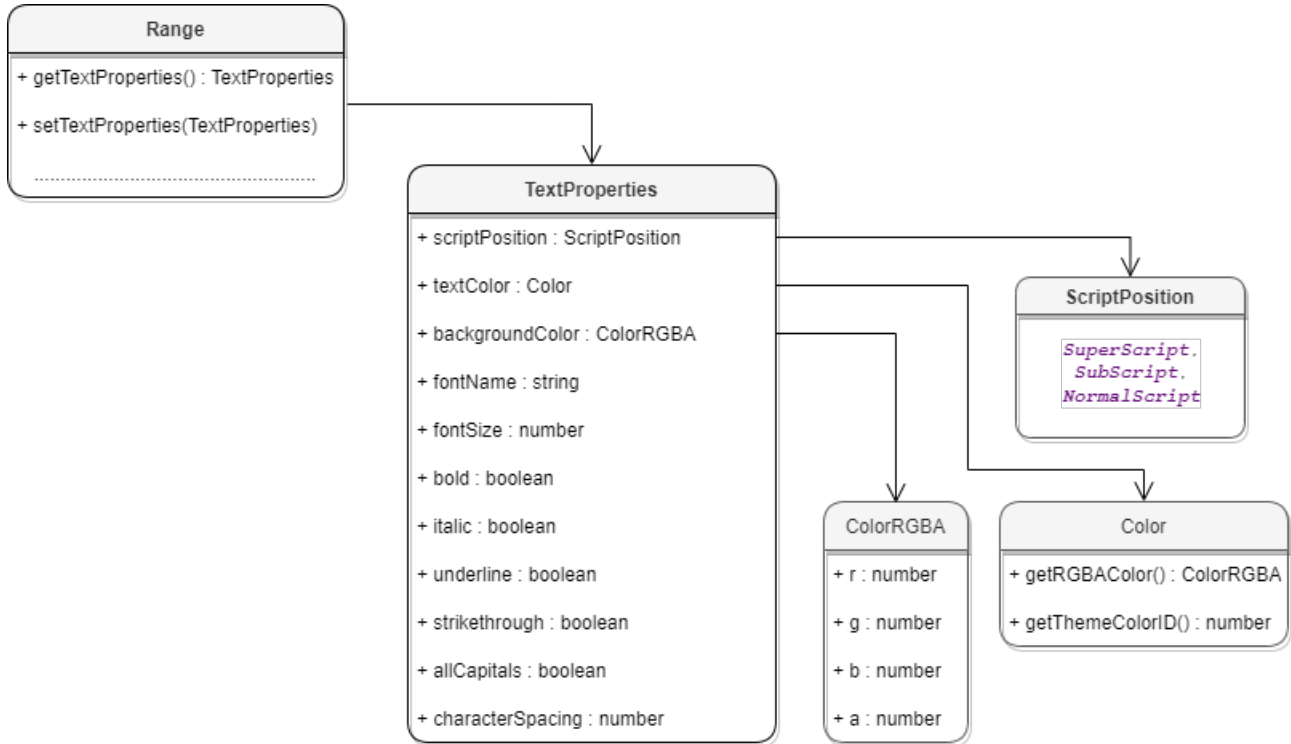 Range
+ getTextProperties() : TextProperties
+ setTextProperties(TextProperties)
......................................................
TextProperties
+ scriptPosition : ScriptPosition
+ textColor : Color
+ backgroundColor : ColorRGBA
+ fontName : string
+ fontSize : number
+ bold : boolean
+ italic : boolean
+ underline : boolean
+ strikethrough : boolean
+ allCapitals : boolean
+ characterSpacing : number
ScriptPosition
SuperScript,
SubScript,
NormalScript
ColorRGBA
+ r : number
+ g : number
+ b : number
+ a : number
Color
+ getRGBAColor() : ColorRGBA
+ getThemeColorID() : number